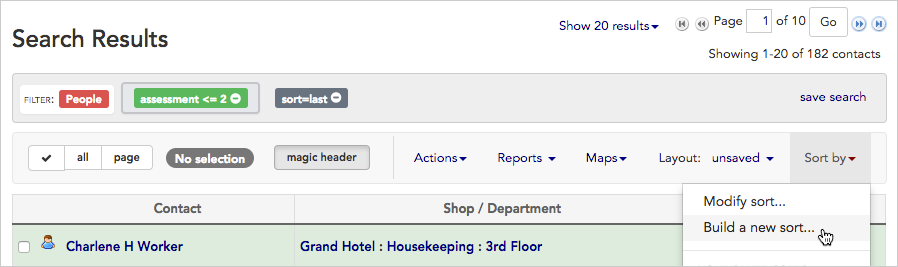 Show 20 results
Page 1 of 10 Go
Search Results
Showing 1-20 of 182 contacts
FILTER: People assessment <= 2 sort=last save search
all page No selection magic header Actions Reports Maps Layout: unsaved Sort by
Modify sort...
Contact Shop / Department
Build a new sort...
Charlene H Worker Grand Hotel : Housekeeping : 3rd Floor